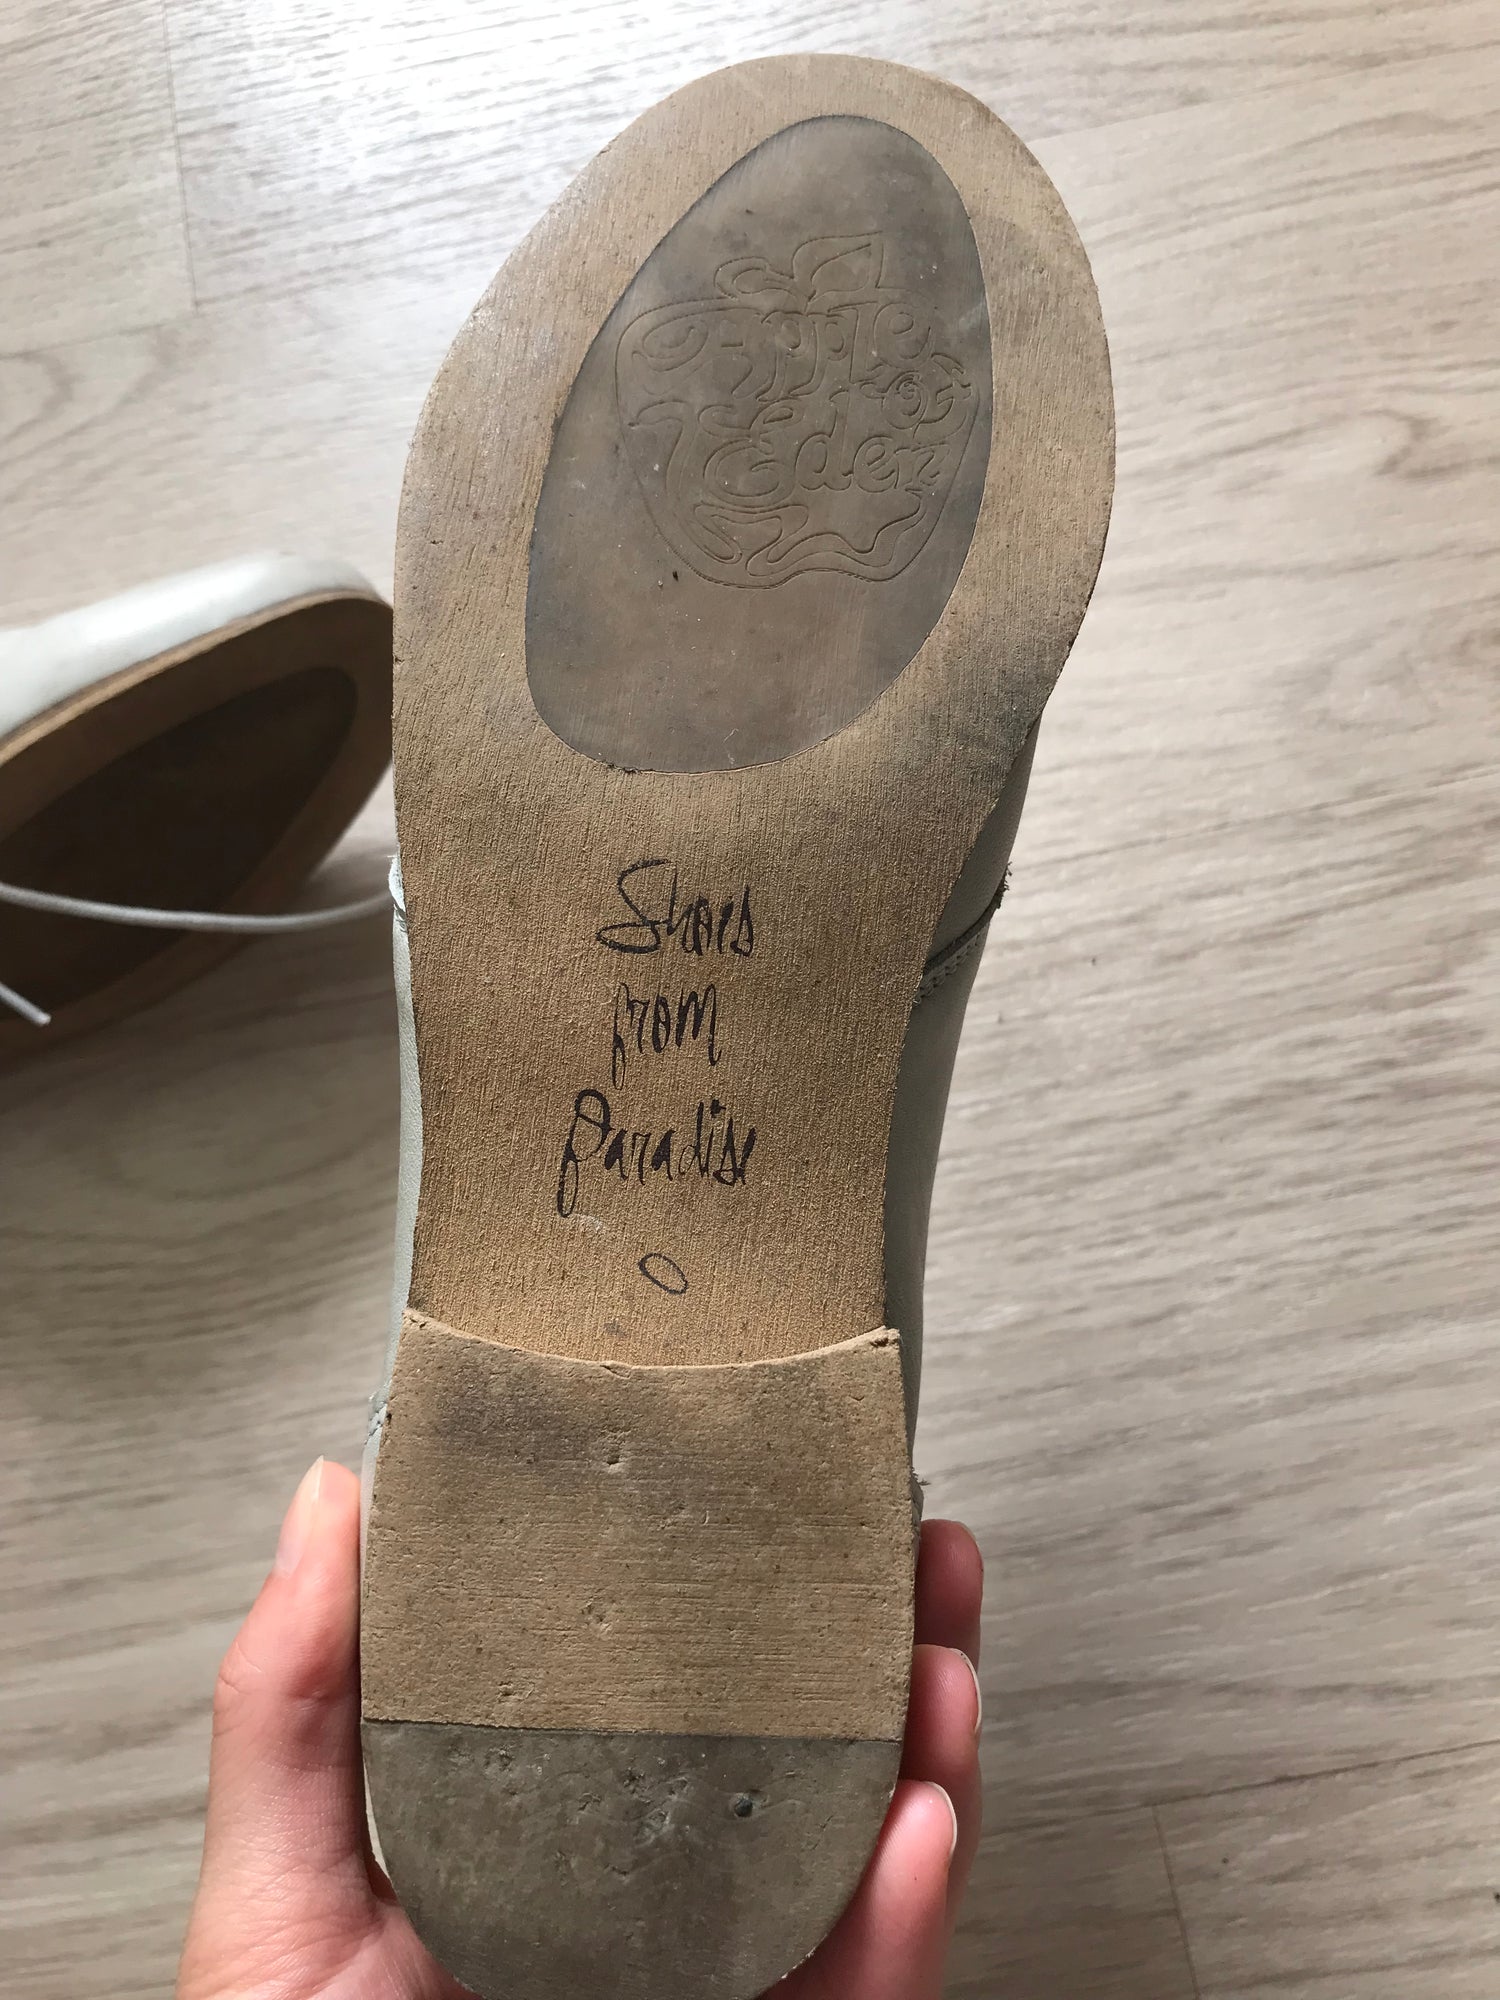 Apple of
Eden
Shoes
from
Paradise